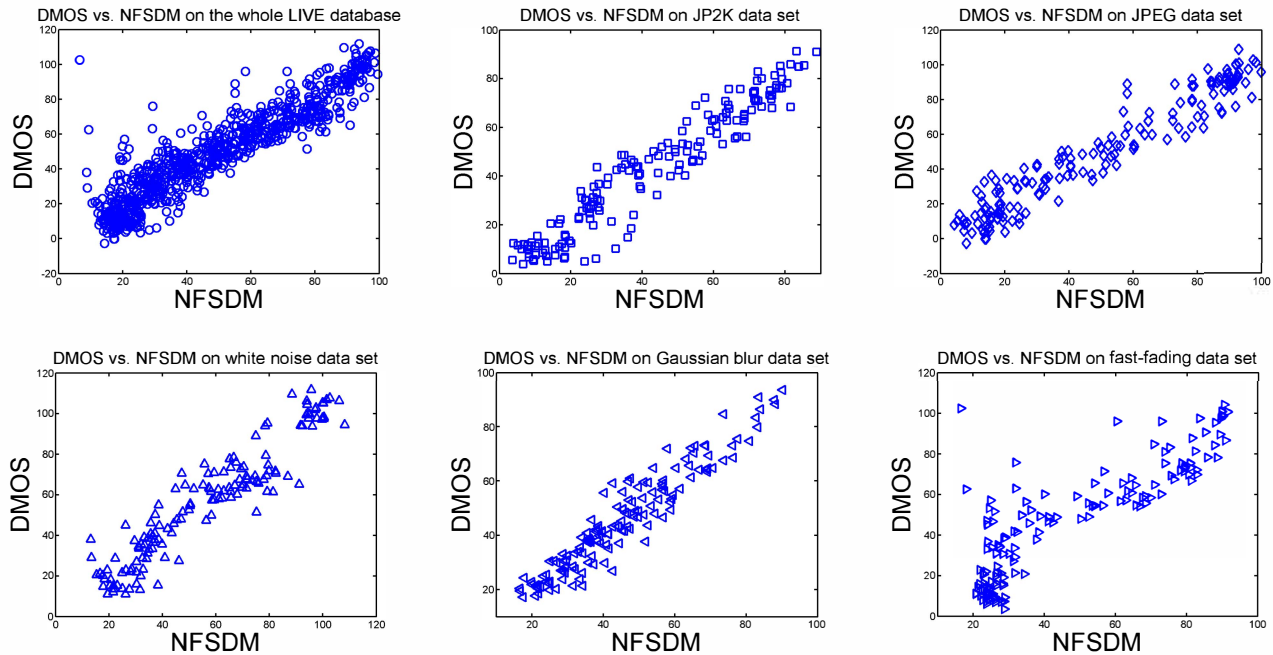 DMOS vs. NFSDM on the whole LIVE database
120
100
80
60
40
20
0
-20
DMOS
0 20 40 60 80 100
NFSDM
DMOS vs. NFSDM on JP2K data set
100
80
60
40
20
0
DMOS
0 20 40 60 80
NFSDM
DMOS vs. NFSDM on JPEG data set
120
100
80
60
40
20
0
-20
DMOS
0 20 40 60 80 100
NFSDM
DMOS vs. NFSDM on white noise data set
120
100
80
60
40
20
0
DMOS
0 20 40 60 80 100 120
NFSDM
DMOS vs. NFSDM on Gaussian blur data set
100
80
60
40
20
DMOS
20 40 60 80 100
NFSDM
DMOS vs. NFSDM on fast-fading data set
120
100
80
60
40
20
0
DMOS
20 40 60 80 100
NFSDM